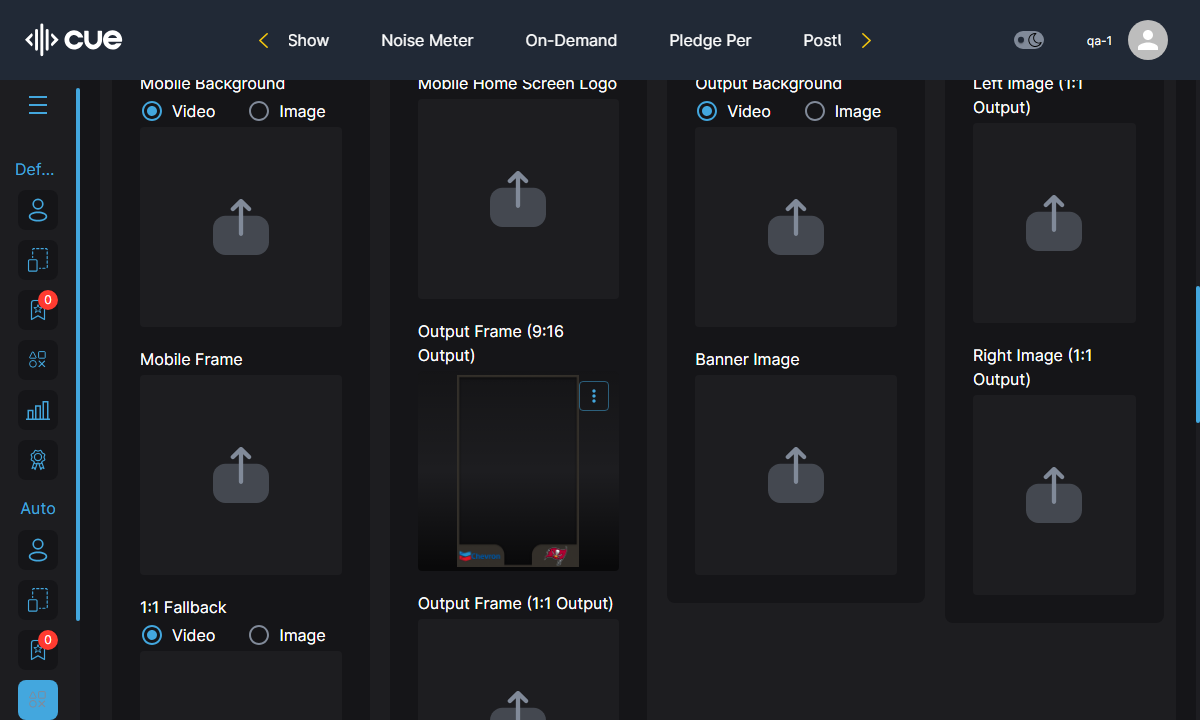 cue
Show
Noise Meter
On-Demand
Pledge Per
qa-1
Def...
0
Auto
0
Mobile Background
Video
Image
Mobile Frame
1:1 Fallback
Video
Image
Mobile Home Screen Logo
Output Frame (9:16
Output)
Output Frame (1:1 Output)
Output Background
Video
Image
Banner Image
Left Image (1:1
Output)
Right Image (1:1
Output)